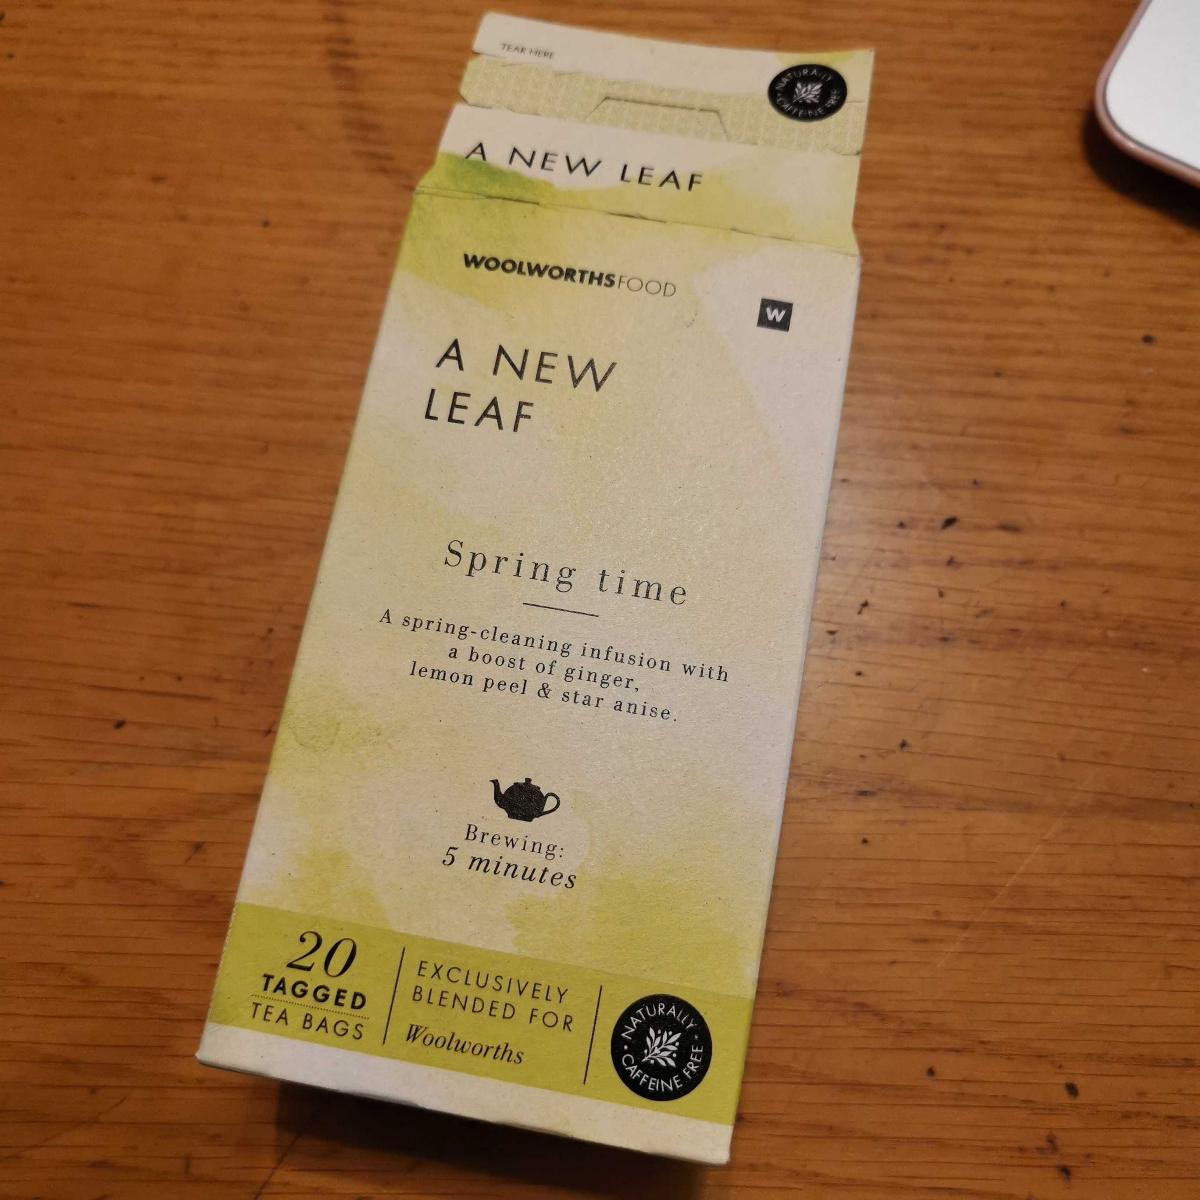 TEAR HERE
NATURALLY
CAFFEINE FREE
A NEW LEAF
WOOLWORTHSFOOD
W
A NEW
LEAF
Spring time
A spring-cleaning infusion with
a boost of ginger,
lemon peel & star anise.
Brewing:
5 minutes
20
TAGGED
TEA BAGS
EXCLUSIVELY
BLENDED FOR
Woolworths
NATURALLY
CAFFEINE FREE